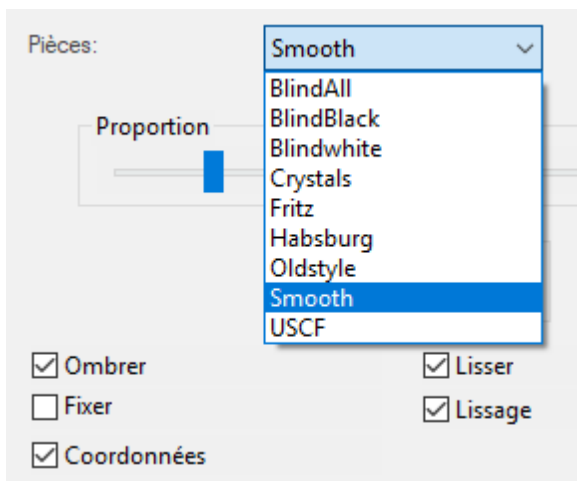 Pièces:
Smooth
BlindAll
BlindBlack
Blindwhite
Crystals
Fritz
Habsburg
Oldstyle
Smooth
USCF
Proportion
Ombrer
Lisser
Fixer
Lissage
Coordonnées